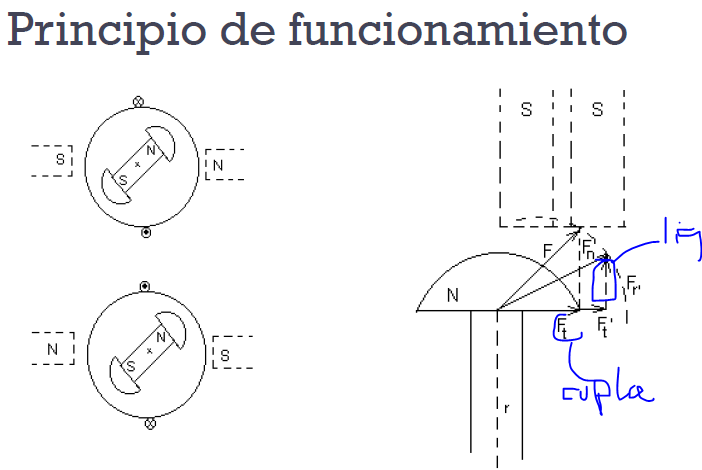 Principio de funcionamiento
S
N
N
S
N
S
N
S
S
S
F
Fn
Fr'
N
Ft
Ft'
cupla
r